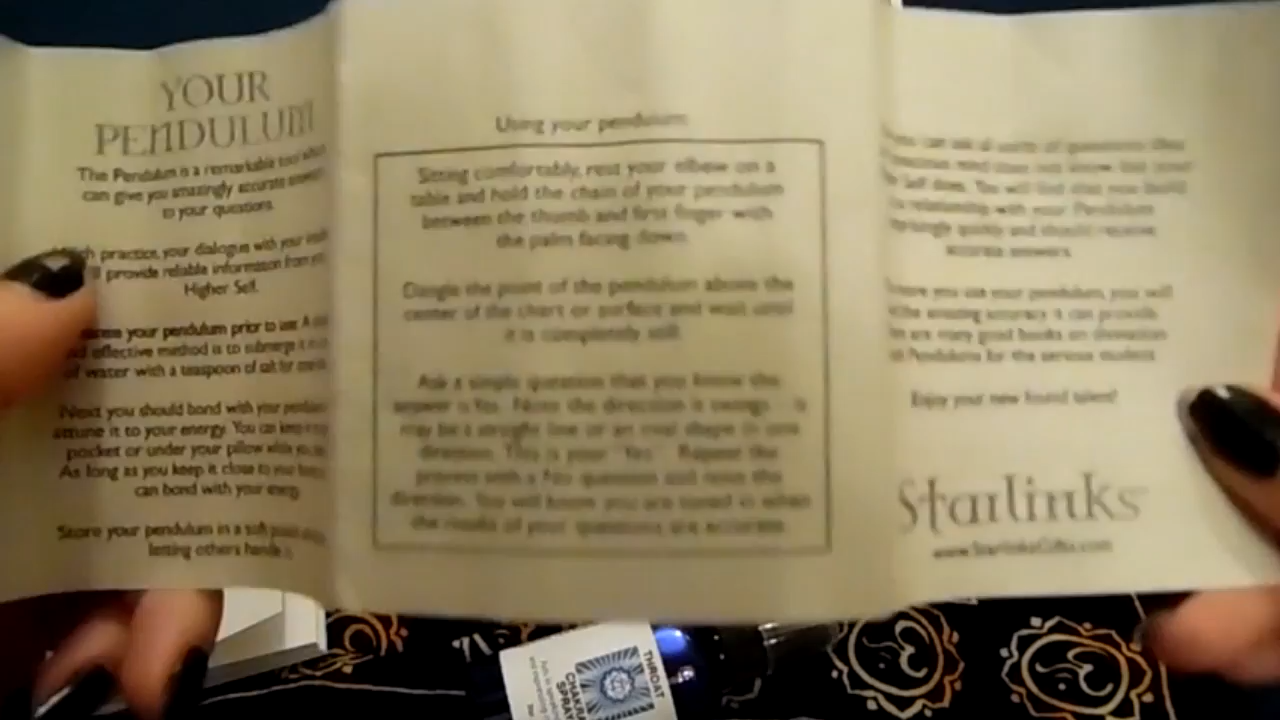 YOUR
PENDULUM
The Pendulum is a remarkable tool which
can give you amazingly accurate answers
to your questions.
practice, your dialogue with your
provide reliable information from
Higher Self.
your pendulum prior to use. A
effective method is to submerge it
of water with a teaspoon of salt for
Next you should bond with your pendulum
attune it to your energy. You can keep
pocket or under your pillow while you
As long as you keep it close to your
can bond with your energy.
Store your pendulum in a soft
letting others handle it.
Using your pendulum
Sitting comfortably, rest your elbow on a
table and hold the chain of your pendulum
between the thumb and first finger with
the palm facing down.
Dangle the point of the pendulum above the
center of the chart or surface and wait until
it is completely still.
Ask a simple question that you know the
answer is Yes. Note the direction it swings - it
may be a straight line or an oval shape in one
direction. This is your "Yes". Repeat the
process with a No question and note the
direction. You will know you are tuned in when
the results of your questions are accurate.
can ask all sorts of questions
mind does not know, but your
Self does. You will find that you build
relationship with your Pendulum
quickly and should receive
accurate answers.
you use your pendulum, you will
the amazing accuracy it can provide.
are many good books on divination
Pendulums for the serious student.
Enjoy your new found talent!
Starlinks
www.StarlinksGifts.com
THROAT
CHAKRA
SPRAY